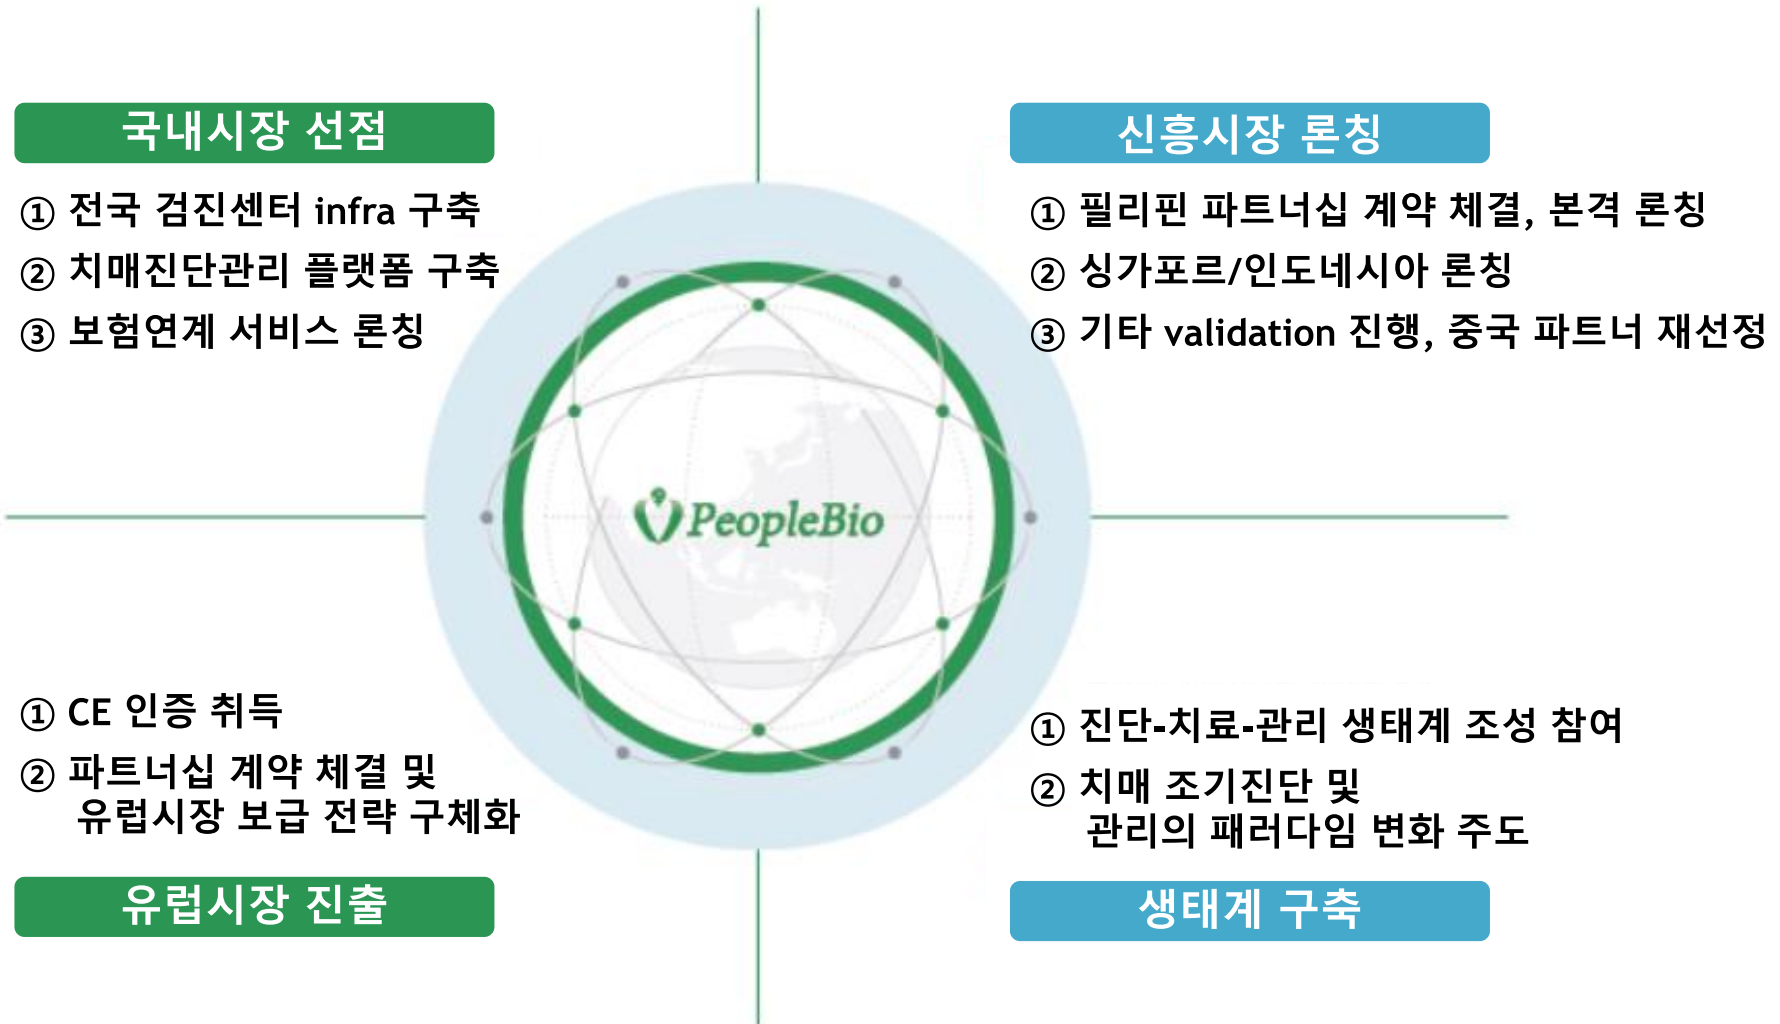 국내시장 선점
① 전국 검진센터 infra 구축
② 치매진단관리 플랫폼 구축
③ 보험연계 서비스 론칭
신흥시장 론칭
① 필리핀 파트너십 계약 체결, 본격 론칭
② 싱가포르/인도네시아 론칭
③ 기타 validation 진행, 중국 파트너 재선정
PeopleBio
① CE 인증 취득
② 파트너십 계약 체결 및
유럽시장 보급 전략 구체화
유럽시장 진출
① 진단-치료-관리 생태계 조성 참여
② 치매 조기진단 및
관리의 패러다임 변화 주도
생태계 구축